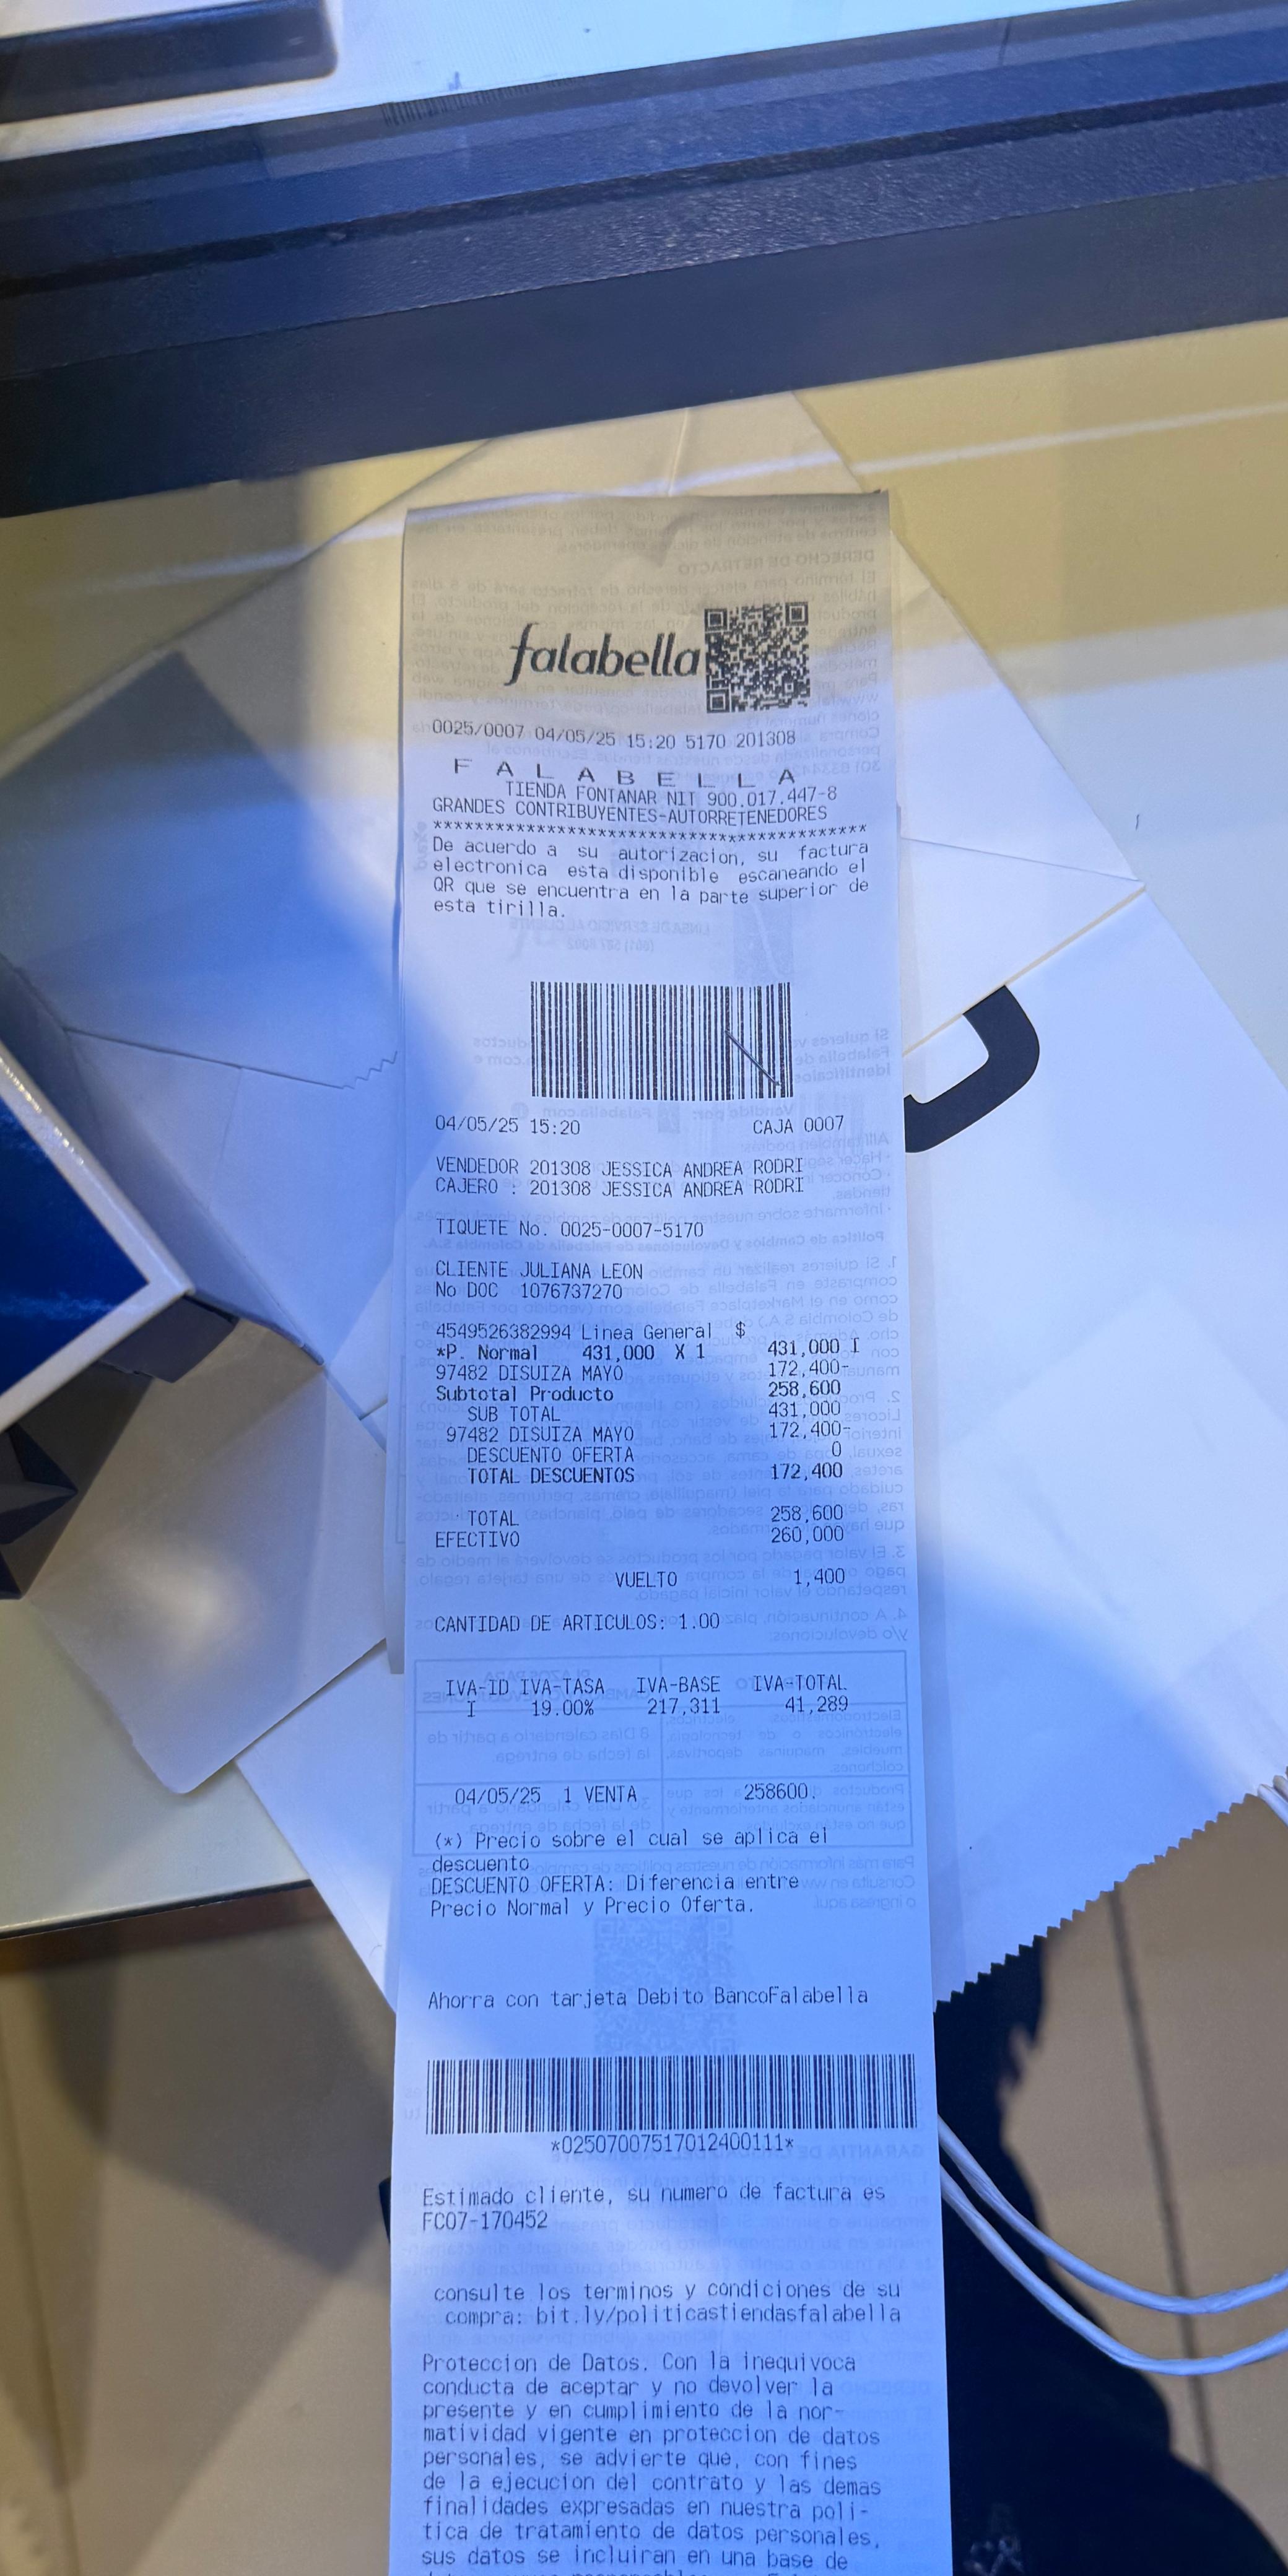 falabella
0025/0007 04/05/25 15:20 5170 201308
F A L A B E L L A
TIENDA FONTANAR NIT 900.017.447-8
GRANDES CONTRIBUYENTES-AUTORRETENEDORES
******************************************
De acuerdo a su autorizacion, su factura
electronica esta disponible escaneando el
QR que se encuentra en la parte superior de
esta tirilla.
04/05/25 15:20 CAJA 0007
VENDEDOR 201308 JESSICA ANDREA RODRI
CAJERO : 201308 JESSICA ANDREA RODRI
TIQUETE No. 0025-0007-5170
CLIENTE JULIANA LEON
No DOC 1076737270
4549526382994 Linea General $
*P. Normal 431,000 X 1 431,000 I
97482 DISUIZA MAYO 172,400-
Subtotal Producto 258,600
SUB TOTAL 431,000
97482 DISUIZA MAYO 172,400-
DESCUENTO OFERTA 0
TOTAL DESCUENTOS 172,400
TOTAL 258,600
EFECTIVO 260,000
VUELTO 1,400
CANTIDAD DE ARTICULOS: 1.00
IVA-ID IVA-TASA IVA-BASE IVA-TOTAL
I 19.00% 217,311 41,289
04/05/25 1 VENTA 258600.
(*) Precio sobre el cual se aplica el
descuento
DESCUENTO OFERTA: Diferencia entre
Precio Normal y Precio Oferta.
Ahorra con tarjeta Debito BancoFalabella
*02507007517012400111*
Estimado cliente, su numero de factura es
FC07-170452
consulte los terminos y condiciones de su
compra: bit.ly/politicastiendasfalabella
Proteccion de Datos. Con la inequivoca
conducta de aceptar y no devolver la
presente y en cumplimiento de la nor-
matividad vigente en proteccion de datos
personales, se advierte que, con fines
de la ejecucion del contrato y las demas
finalidades expresadas en nuestra poli-
tica de tratamiento de datos personales,
sus datos se incluiran en una base de